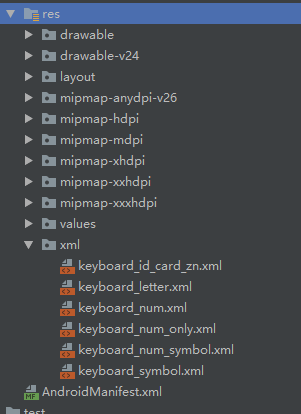 res
drawable
drawable-v24
layout
mipmap-anydpi-v26
mipmap-hdpi
mipmap-mdpi
mipmap-xhdpi
mipmap-xxhdpi
mipmap-xxxhdpi
values
xml
keyboard_id_card_zn.xml
keyboard_letter.xml
keyboard_num.xml
keyboard_num_only.xml
keyboard_num_symbol.xml
keyboard_symbol.xml
AndroidManifest.xml
test